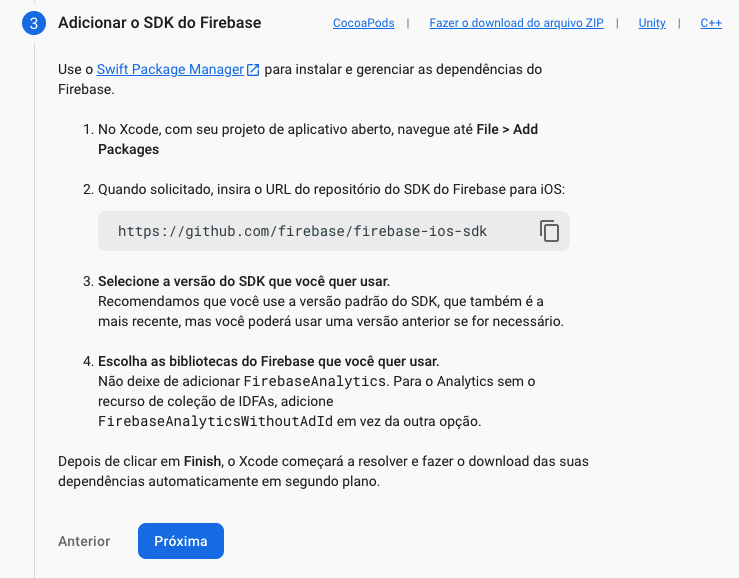 3 Adicionar o SDK do Firebase CocoaPods | Fazer o download do arquivo ZIP | Unity | C++
Use o Swift Package Manager para instalar e gerenciar as dependências do
Firebase.
1. No Xcode, com seu projeto de aplicativo aberto, navegue até File > Add
Packages
2. Quando solicitado, insira o URL do repositório do SDK do Firebase para iOS:
https://github.com/firebase/firebase-ios-sdk
3. Selecione a versão do SDK que você quer usar.
Recomendamos que você use a versão padrão do SDK, que também é a
mais recente, mas você poderá usar uma versão anterior se for necessário.
4. Escolha as bibliotecas do Firebase que você quer usar.
Não deixe de adicionar FirebaseAnalytics. Para o Analytics sem o
recurso de coleção de IDFAs, adicione
FirebaseAnalyticsWithoutAdId em vez da outra opção.
Depois de clicar em Finish, o Xcode começará a resolver e fazer o download das suas
dependências automaticamente em segundo plano.
Anterior Próxima